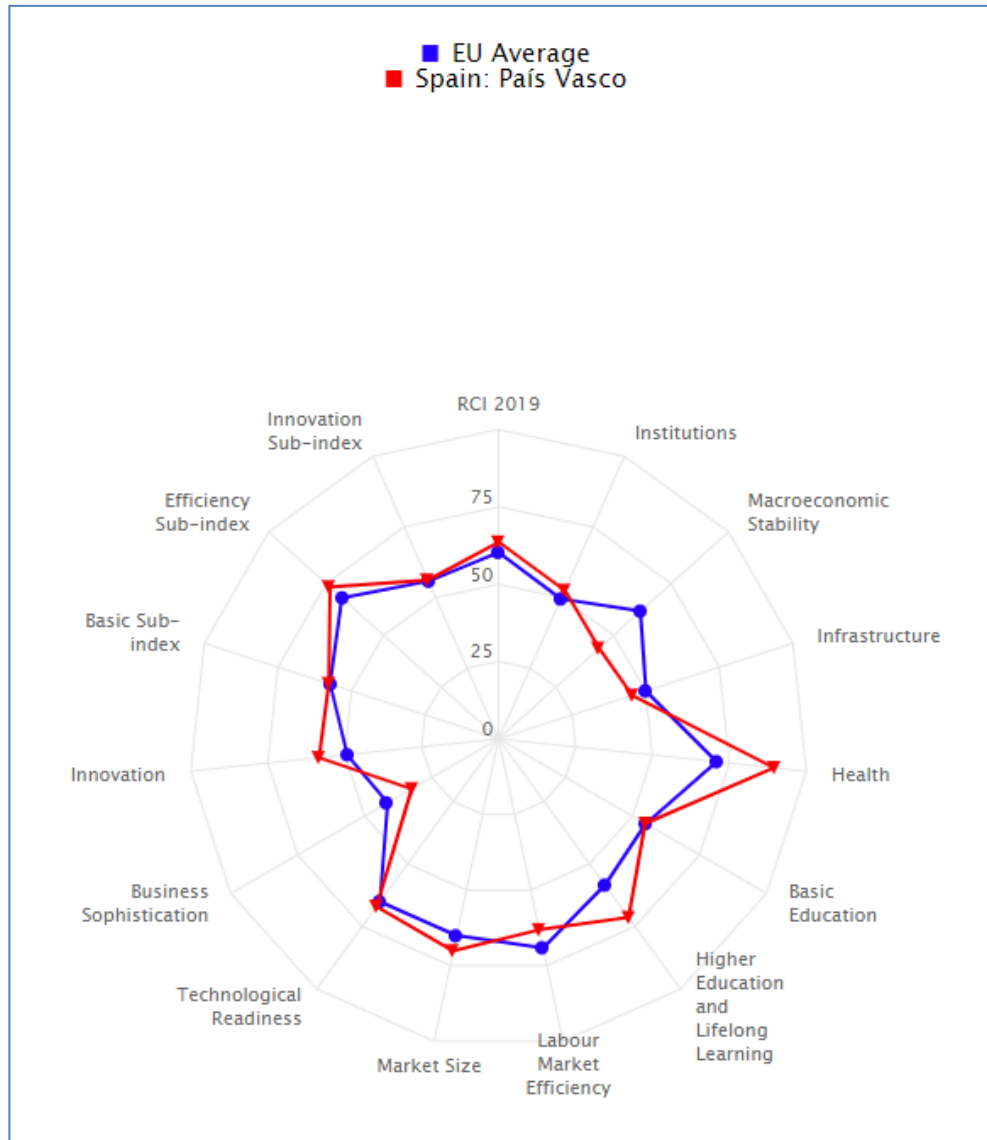 EU Average
Spain: País Vasco
RCI 2019
Institutions
Macroeconomic
Stability
Infrastructure
Health
Basic
Education
Higher
Education
and
Lifelong
Learning
Labour
Market
Efficiency
Market Size
Technological
Readiness
Business
Sophistication
Innovation
Basic Sub-
index
Efficiency
Sub-index
Innovation
Sub-index
75
50
25
0